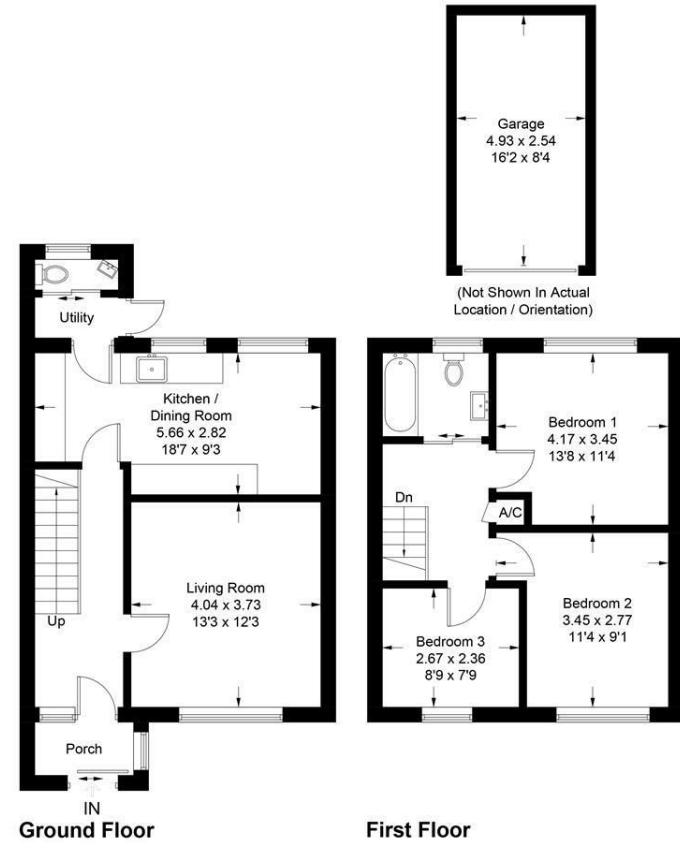 Garage
4.93 x 2.54
16'2 x 8'4
(Not Shown In Actual
Location / Orientation)
Utility
Kitchen /
Dining Room
5.66 x 2.82
18'7 x 9'3
Living Room
4.04 x 3.73
13'3 x 12'3
Up
Porch
IN
Ground Floor
Bedroom 1
4.17 x 3.45
13'8 x 11'4
Dn
A/C
Bedroom 2
3.45 x 2.77
11'4 x 9'1
Bedroom 3
2.67 x 2.36
8'9 x 7'9
First Floor